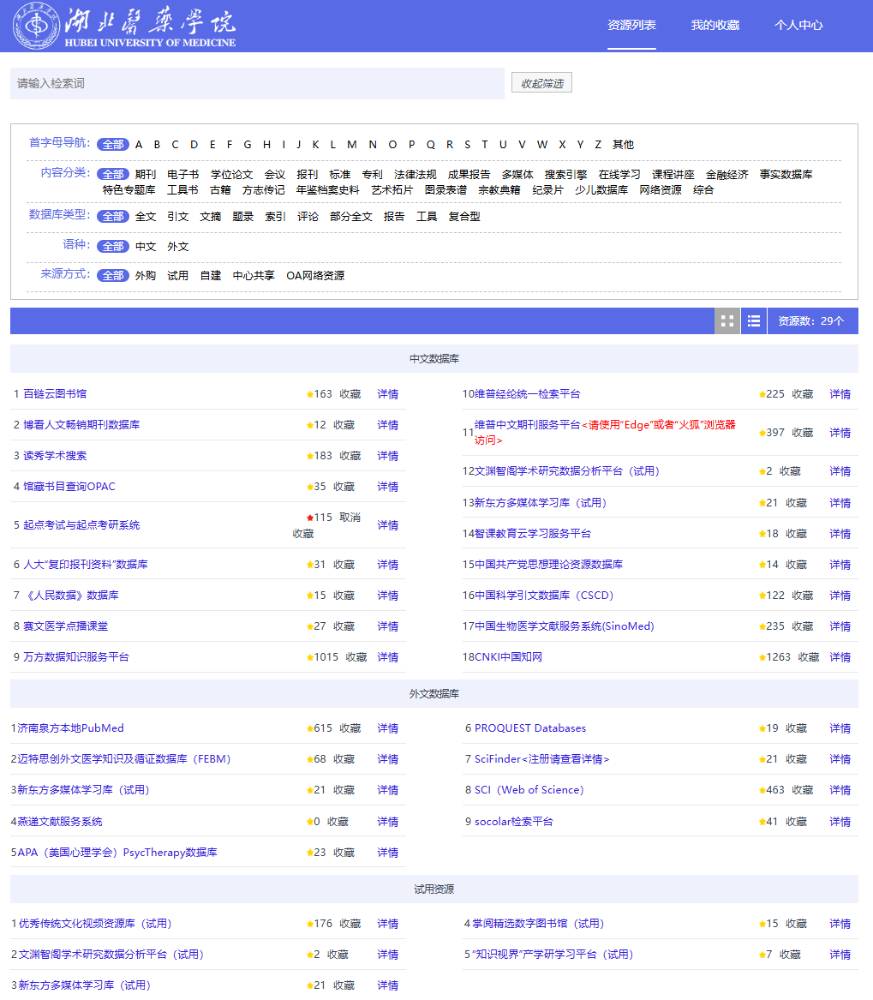 湖北醫藥學院
HUBEI UNIVERSITY OF MEDICINE
资源列表 我的收藏 个人中心
请输入检索词 收起筛选
首字母导航： 全部 A B C D E F G H I J K L M N O P Q R S T U V W X Y Z 其他
内容分类： 全部 期刊 电子书 学位论文 会议 报刊 标准 专利 法律法规 成果报告 多媒体 搜索引擎 在线学习 课程讲座 金融经济 事实数据库
特色专题库 工具书 古籍 方志传记 年鉴档案史料 艺术拓片 图录表谱 宗教典籍 纪录片 少儿数据库 网络资源 综合
数据库类型： 全部 全文 引文 文摘 题录 索引 评论 部分全文 报告 工具 复合型
语种： 全部 中文 外文
来源方式： 全部 外购 试用 自建 中心共享 OA网络资源
资源数：29个
中文数据库
1 百链云图书馆 163 收藏 详情
2 博看人文畅销期刊数据库 12 收藏 详情
3 读秀学术搜索 183 收藏 详情
4 馆藏书目查询OPAC 35 收藏 详情
5 起点考试与起点考研系统 115 取消
收藏 详情
6 人大“复印报刊资料”数据库 31 收藏 详情
7 《人民数据》数据库 15 收藏 详情
8 赛文医学点播课堂 27 收藏 详情
9 万方数据知识服务平台 1015 收藏 详情
10维普经纶统一检索平台 225 收藏 详情
11 维普中文期刊服务平台<请使用“Edge”或者“火狐”浏览器
访问> 397 收藏 详情
12文渊智阁学术研究数据分析平台（试用） 2 收藏 详情
13新东方多媒体学习库（试用） 21 收藏 详情
14智课教育云学习服务平台 18 收藏 详情
15中国共产党思想理论资源数据库 14 收藏 详情
16中国科学引文数据库（CSCD） 122 收藏 详情
17中国生物医学文献服务系统(SinoMed) 235 收藏 详情
18CNKI中国知网 1263 收藏 详情
外文数据库
1济南泉方本地PubMed 615 收藏 详情
2迈特思创外文医学知识及循证数据库（FEBM） 68 收藏 详情
3新东方多媒体学习库（试用） 21 收藏 详情
4燕递文献服务系统 0 收藏 详情
5APA（美国心理学会）PsycTherapy数据库 23 收藏 详情
6 PROQUEST Databases 19 收藏 详情
7 SciFinder<注册请查看详情> 21 收藏 详情
8 SCI（Web of Science） 463 收藏 详情
9 socolar检索平台 41 收藏 详情
试用资源
1优秀传统文化视频资源库（试用） 176 收藏 详情
2文渊智阁学术研究数据分析平台（试用） 2 收藏 详情
3新东方多媒体学习库（试用） 21 收藏 详情
4掌阅精选数字图书馆（试用） 15 收藏 详情
5“知识视界”产学研学习平台（试用） 7 收藏 详情